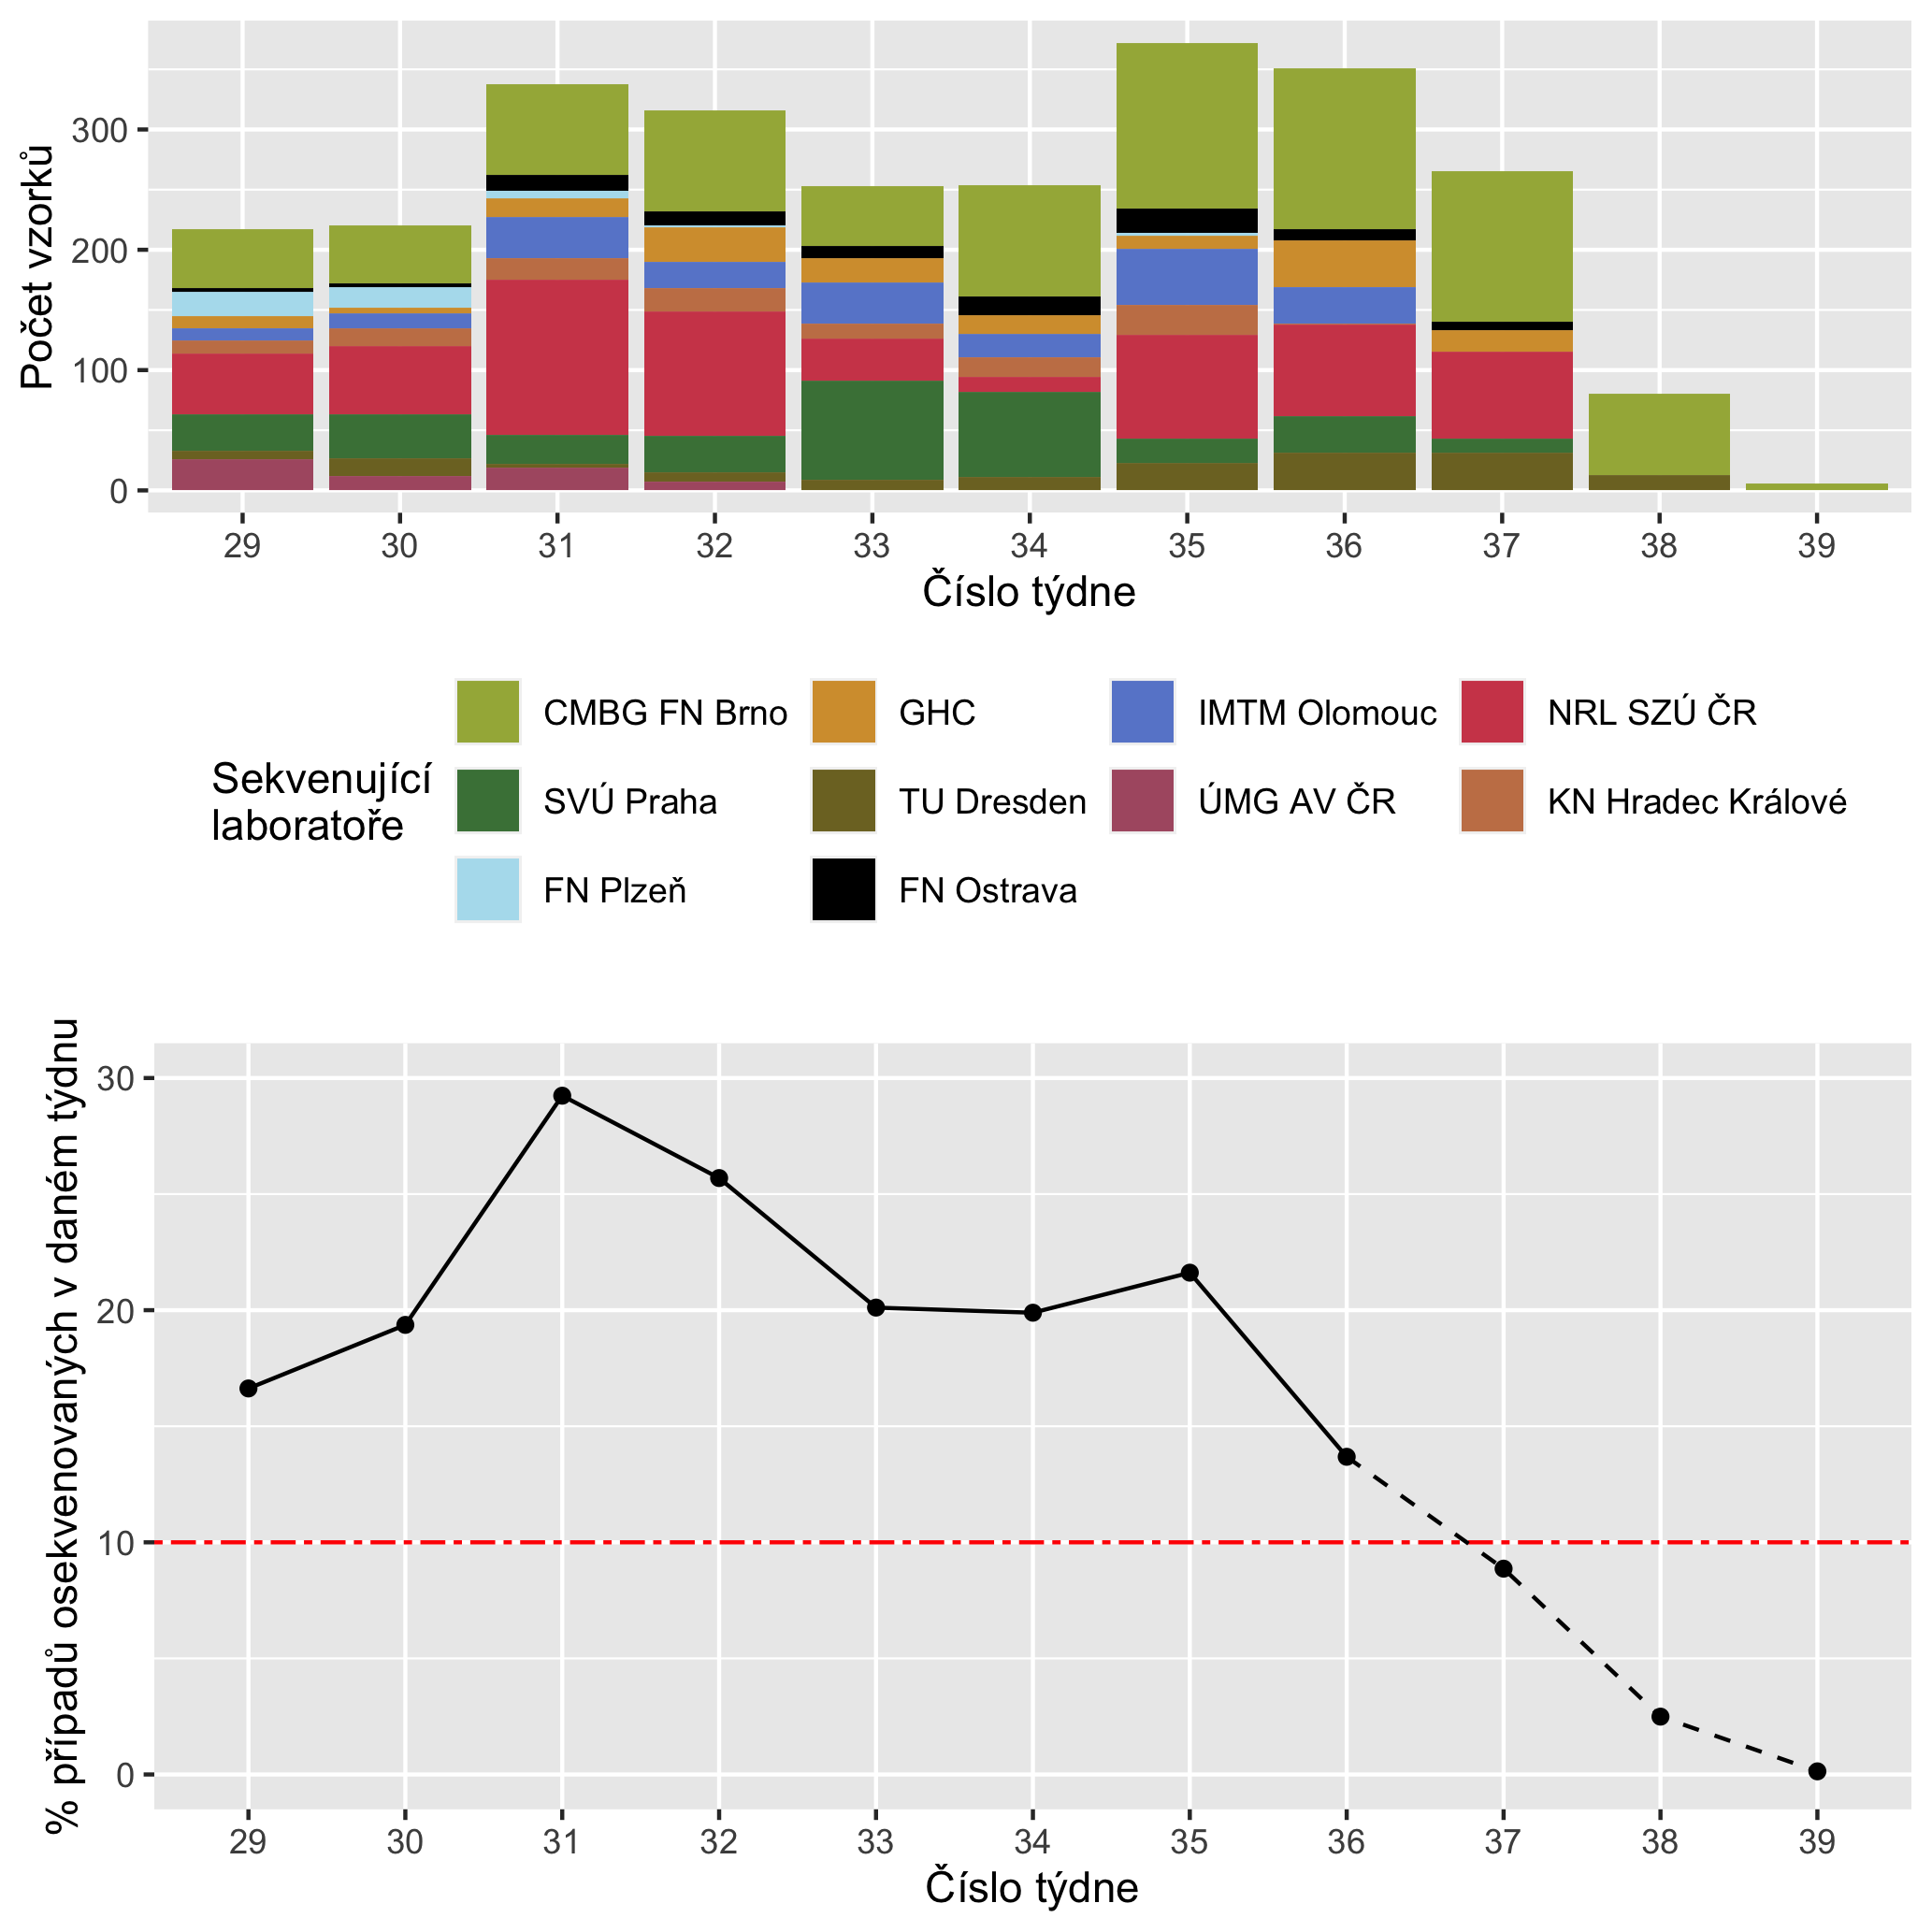 Počet vzorků
300
200
100
0
29 30 31 32 33 34 35 36 37 38 39
Číslo týdne
Sekvenující
laboratoře
CMBG FN Brno GHC IMTM Olomouc NRL SZÚ ČR
SVÚ Praha TU Dresden ÚMG AV ČR KN Hradec Králové
FN Plzeň FN Ostrava
% případů osekvenovaných v daném týdnu
30
20
10
0
29 30 31 32 33 34 35 36 37 38 39
Číslo týdne